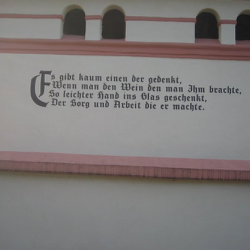 Es gibt kaum einen der gedenkt,
Wenn man den Wein den man Ihm brachte,
So leichter Hand ins Glas geschenkt,
Der Sorg und Arbeit die er machte.